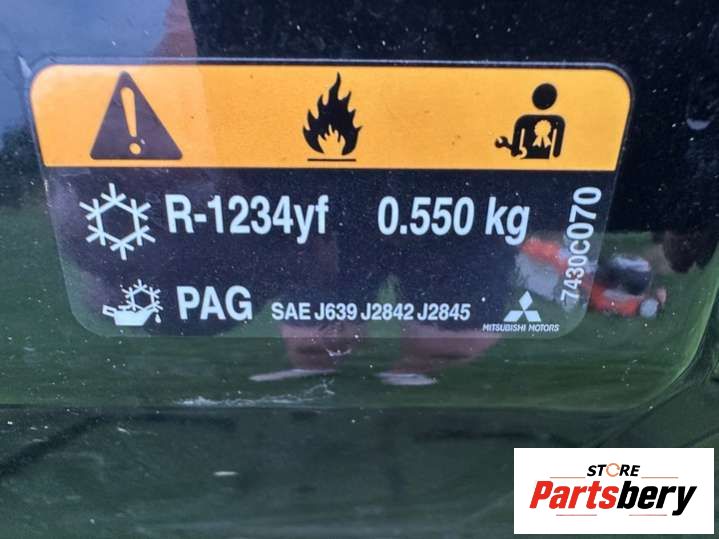 R-1234yf 0.550 kg
PAG SAE J639 J2842 J2845
MITSUBISHI MOTORS
7430C070
STORE
Partsbery